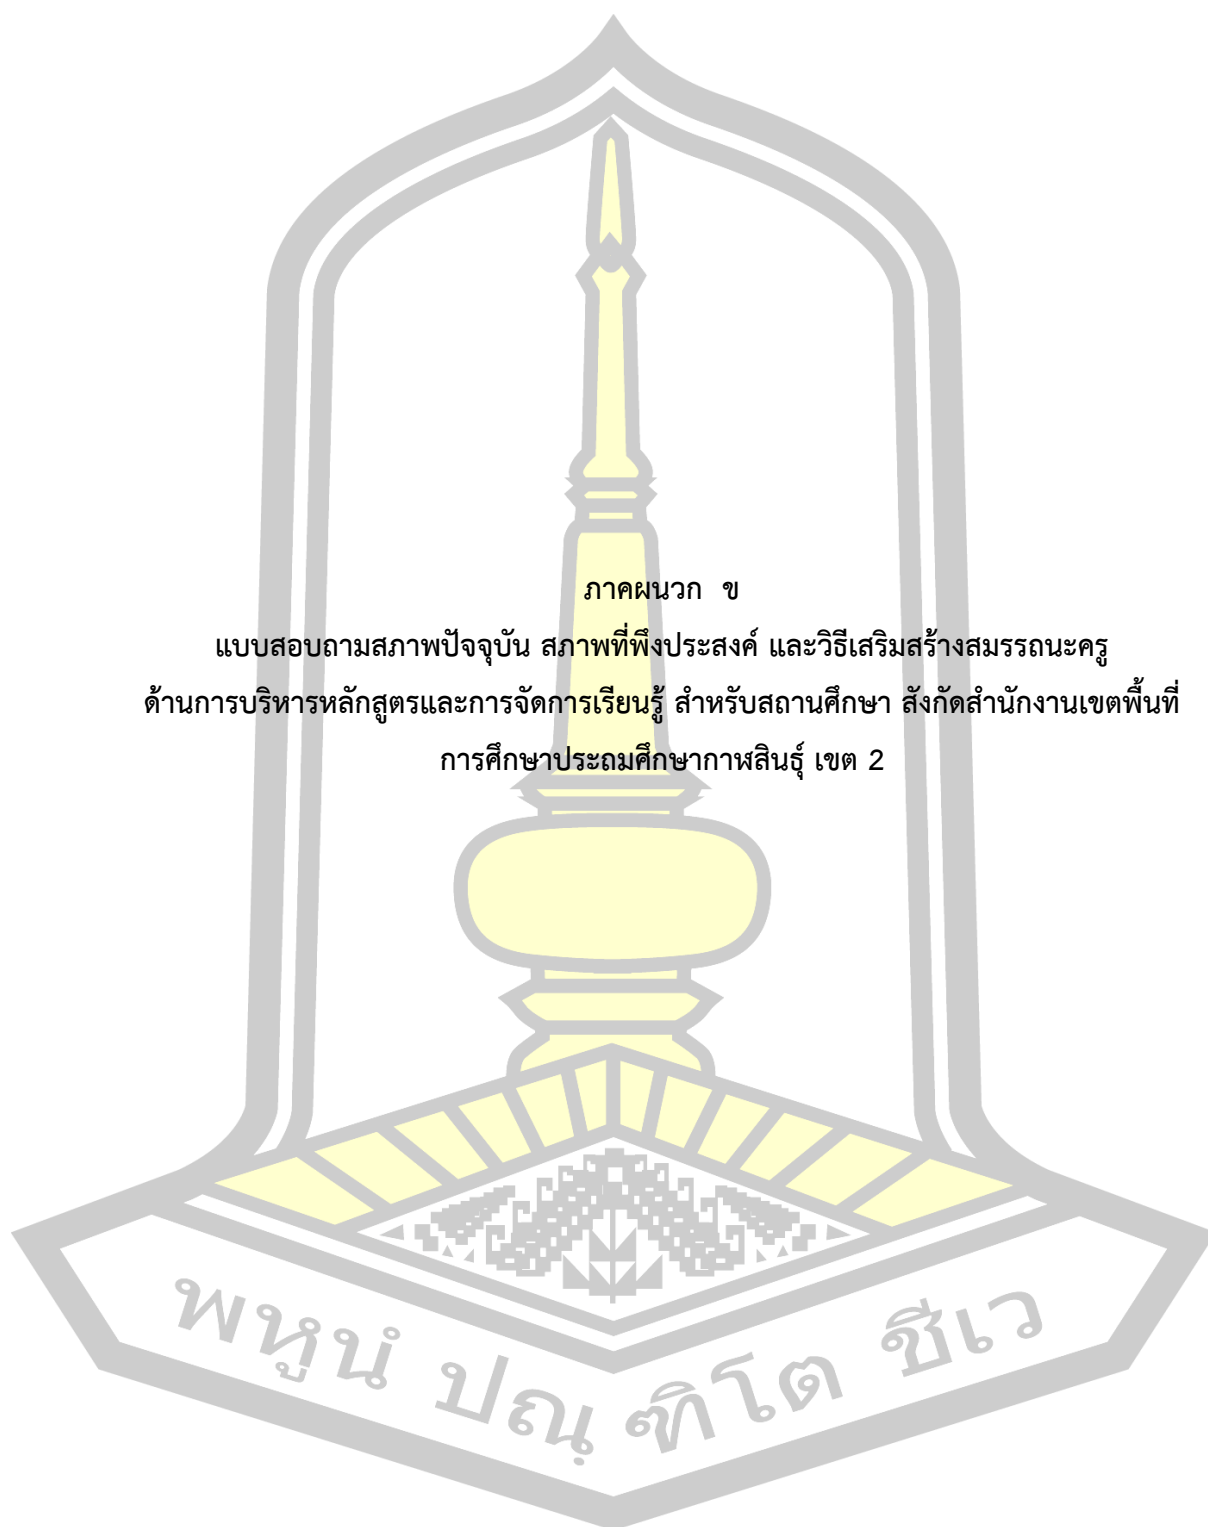 ภาคผนวก ข
แบบสอบถามสภาพปัจจุบัน สภาพที่พึงประสงค์ และวิธีเสริมสร้างสมรรถนะครู
ด้านการบริหารหลักสูตรและการจัดการเรียนรู้ สำหรับสถานศึกษา สังกัดสำนักงานเขตพื้นที่
การศึกษาประถมศึกษากาฬสินธุ์ เขต 2
พหูนํ ปณฺฑิโต ชีเว